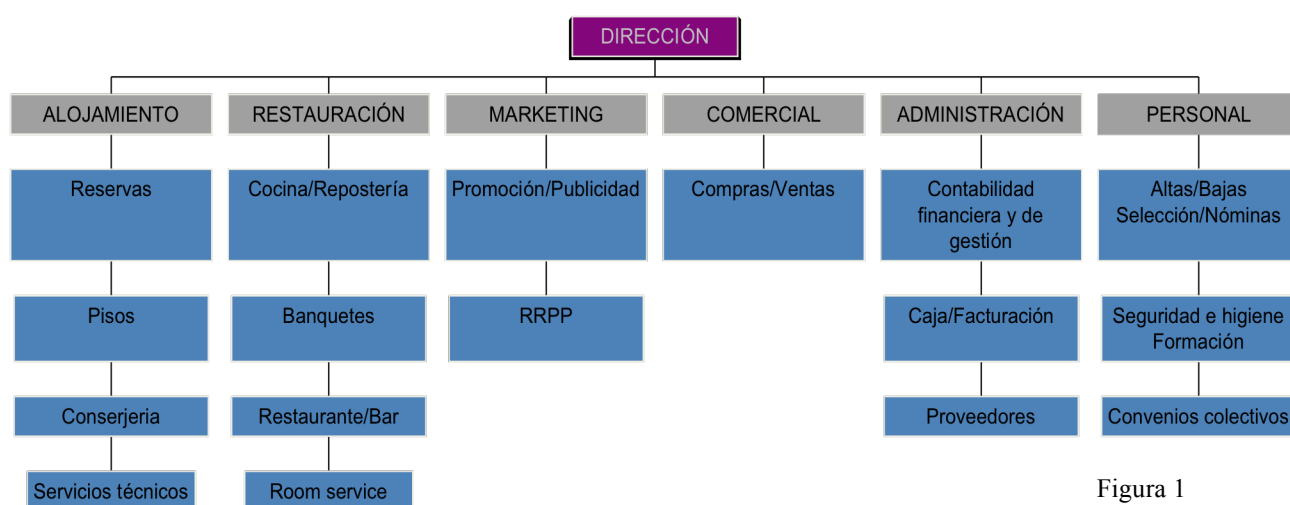 DIRECCIÓN
ALOJAMIENTO
RESTAURACIÓN
MARKETING
COMERCIAL
ADMINISTRACIÓN
PERSONAL
Reservas
Cocina/Repostería
Promoción/Publicidad
Compras/Ventas
Contabilidad
financiera y de
gestión
Altas/Bajas
Selección/Nóminas
Pisos
Banquetes
RRPP
Caja/Facturación
Seguridad e higiene
Formación
Conserjeria
Restaurante/Bar
Proveedores
Convenios colectivos
Servicios técnicos
Room service
Figura 1